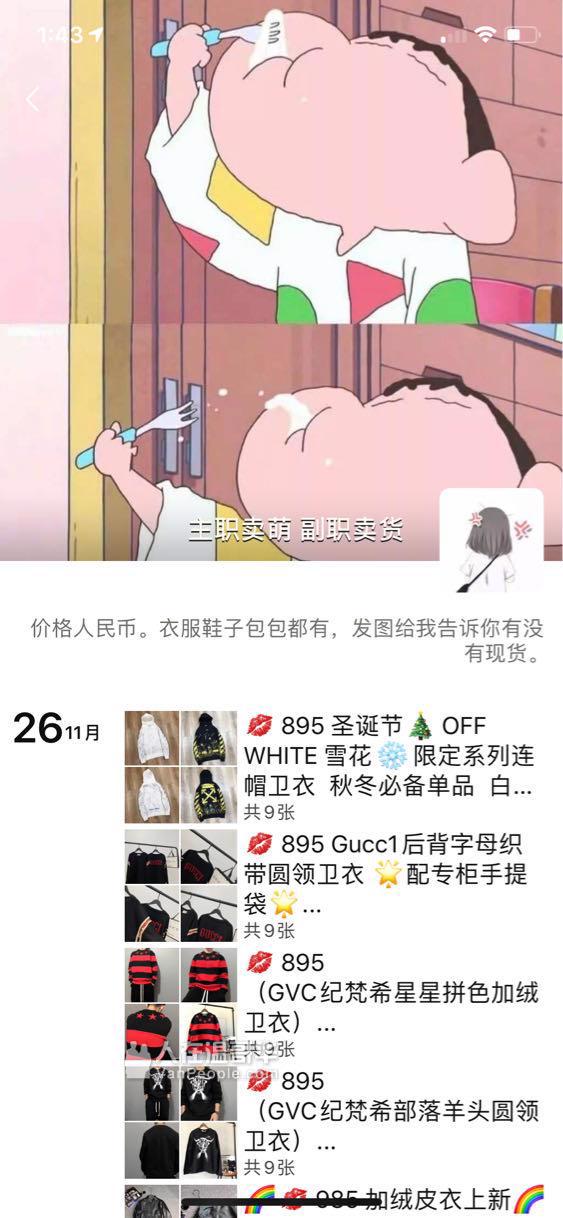 1:43
主职卖萌 副职卖货
价格人民币。衣服鞋子包包都有，发图给我告诉你有没
有现货。
26 11月
💋 895 圣诞节🎄 OFF
WHITE 雪花❄️ 限定系列连
帽卫衣 秋冬必备单品 白...
共9张
💋 895 Gucc1后背字母织
带圆领卫衣 🌟配专柜手提
袋🌟...
共9张
💋 895
（GVC纪梵希星星拼色加绒
卫衣）...
共9张
人在温哥华
VanPeople.com
💋 895
（GVC纪梵希部落羊头圆领
卫衣）...
共9张
🌈 💋 985 加绒皮衣上新🌈